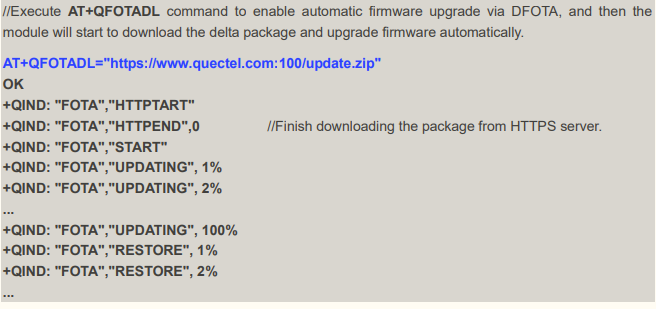 //Execute AT+QFOTADL command to enable automatic firmware upgrade via DFOTA, and then the
module will start to download the delta package and upgrade firmware automatically.
AT+QFOTADL="https://www.quectel.com:100/update.zip"
OK
+QIND: "FOTA","HTTPTART"
+QIND: "FOTA","HTTPEND",0 //Finish downloading the package from HTTPS server.
+QIND: "FOTA","START"
+QIND: "FOTA","UPDATING", 1%
+QIND: "FOTA","UPDATING", 2%
...
+QIND: "FOTA","UPDATING", 100%
+QIND: "FOTA","RESTORE", 1%
+QIND: "FOTA","RESTORE", 2%
...